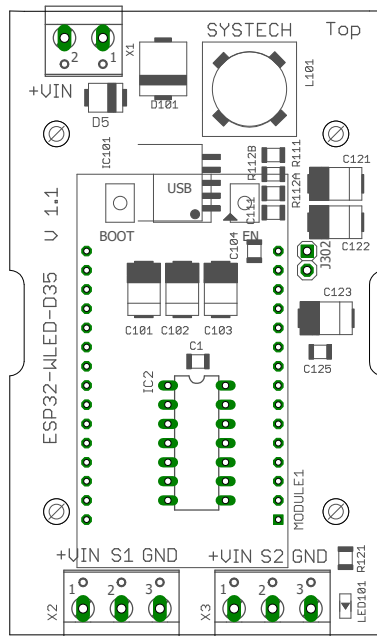 SYSTECH
Top
2
1
X1
+VIN
D5
D101
L101
IC101
R112B
R111
R112A
C111
C121
C122
USB
BOOT
EN
C104
J302
V 1.1
ESP32-WLED-D35
C101
C102
C103
C123
C125
C1
IC2
MODULE1
R121
LED101
+VIN S1 GND
+VIN S2 GND
X2
1
2
3
X3
1
2
3